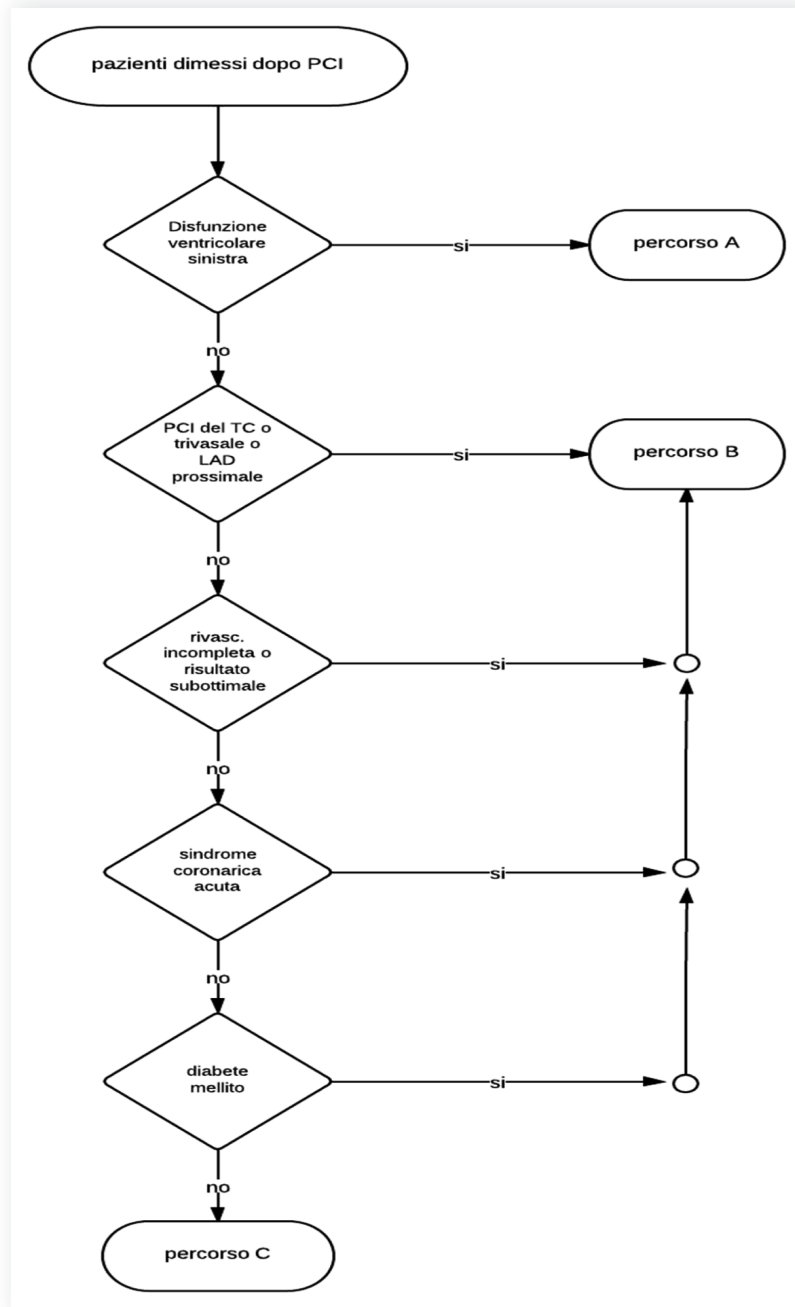 pazienti dimessi dopo PCI
Disfunzione
ventricolare
sinistra
si
percorso A
no
PCI del TC o
trivasale o
LAD
prossimale
si
percorso B
no
rivasc.
incompleta o
risultato
subottimale
si
no
sindrome
coronarica
acuta
si
no
diabete
mellito
si
no
percorso C